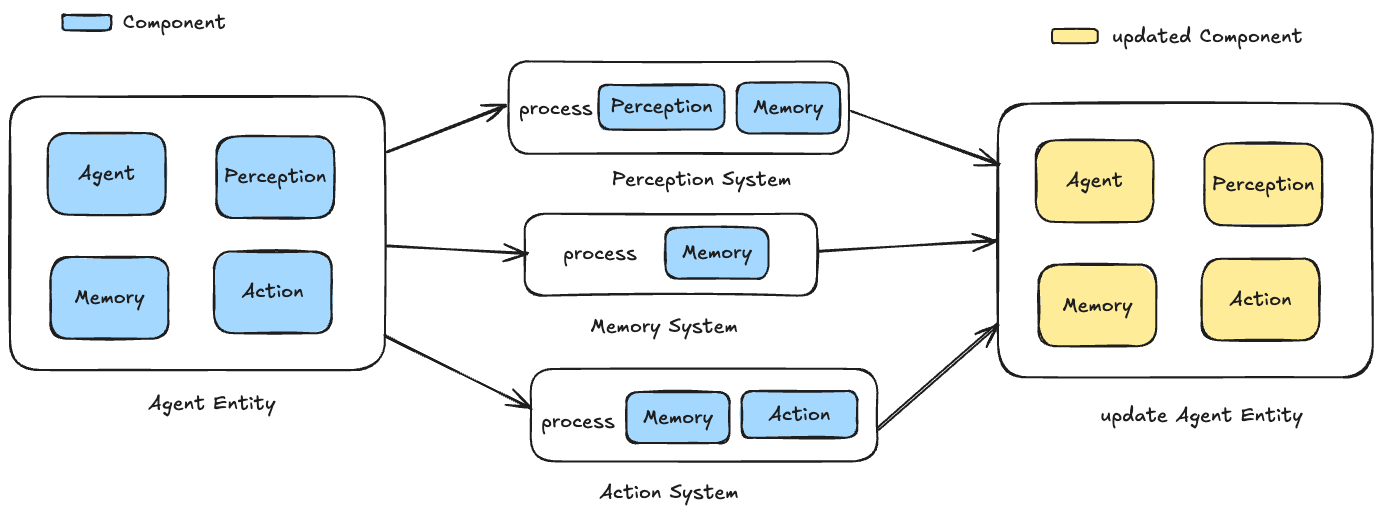 Component
updated Component
Agent
Perception
Memory
Action
Agent Entity
process Perception Memory
Perception System
process Memory
Memory System
process Memory Action
Action System
Agent
Perception
Memory
Action
update Agent Entity